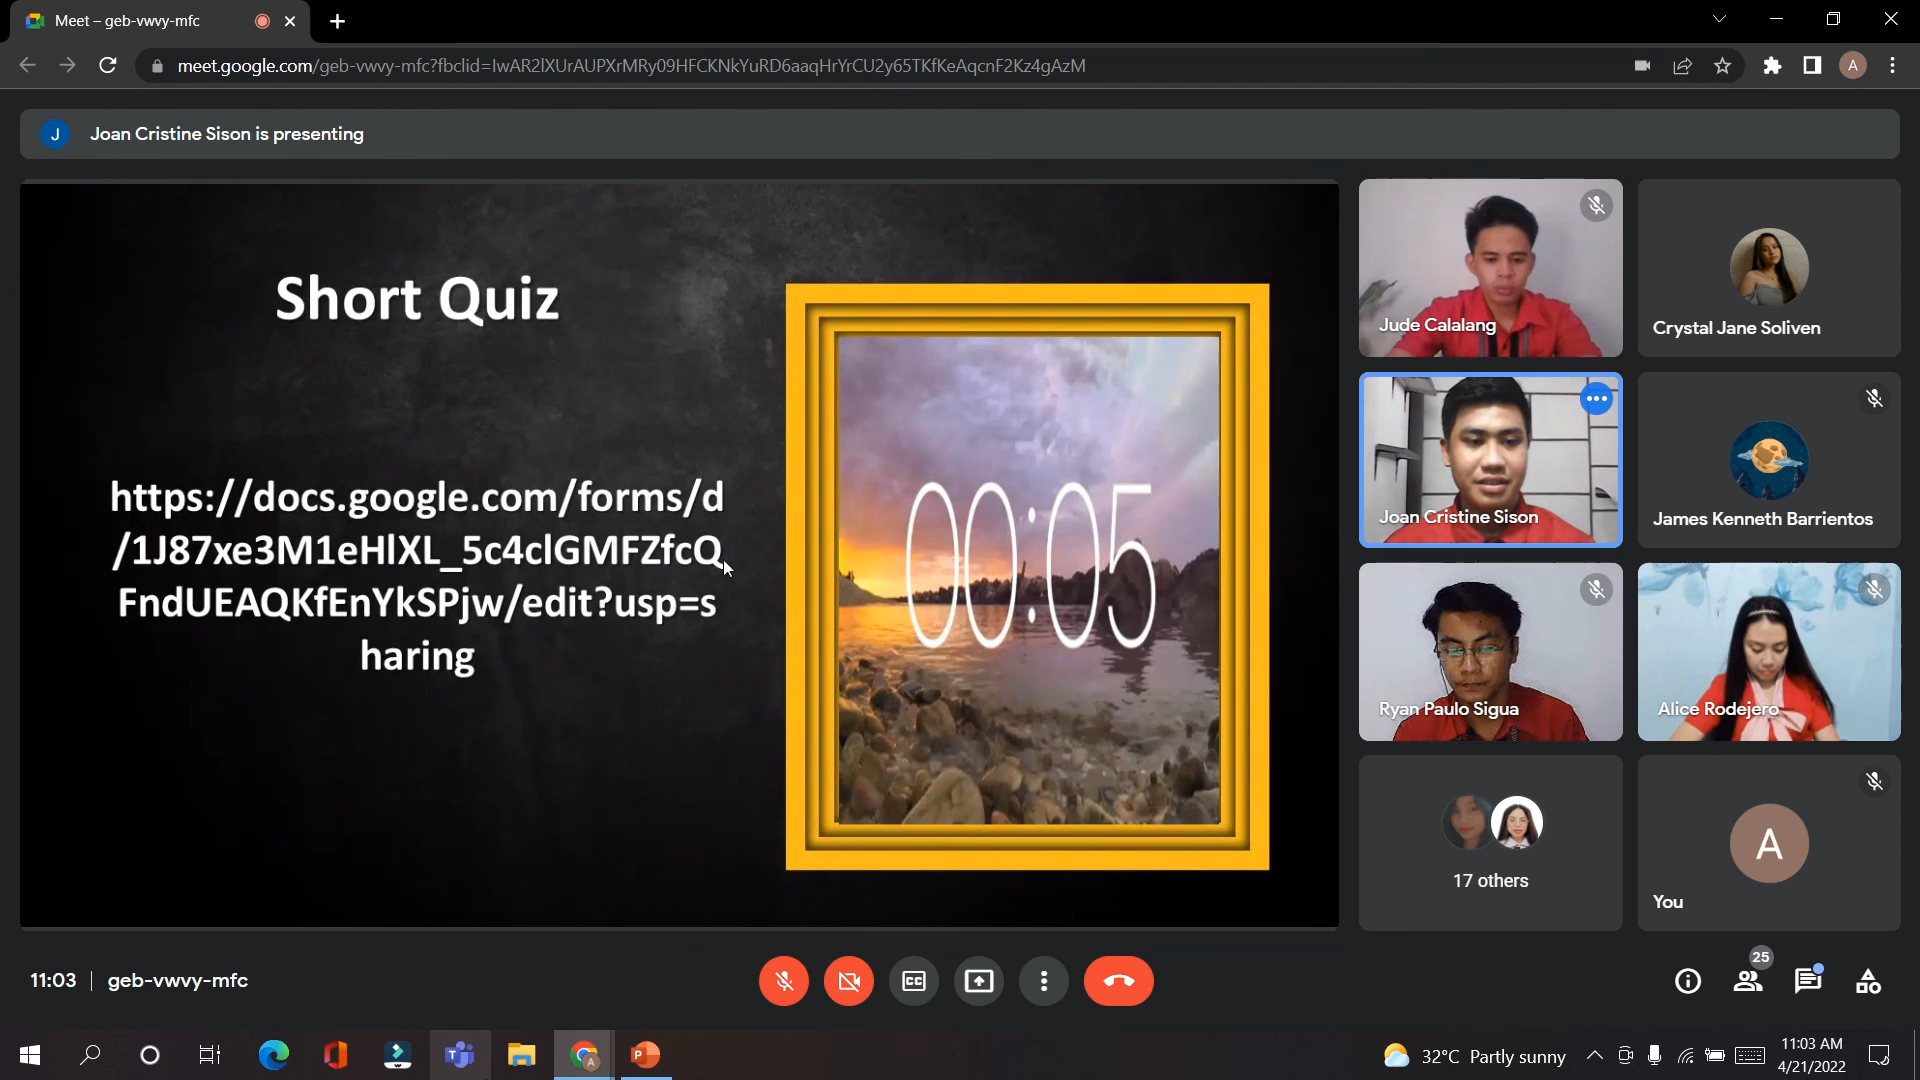 Meet – geb-vwvy-mfc
meet.google.com/geb-vwvy-mfc?fbclid=IwAR2lXUrAUPXrMRy09HFCKNkYuRD6aaqHrYrCU2y65TKfKeAqcnF2Kz4gAzM
A
J
Joan Cristine Sison is presenting
Short Quiz
https://docs.google.com/forms/d
/1J87xe3M1eHlXL_5c4clGMFZfcQ
FndUEAQKfEnYkSPjw/edit?usp=s
haring
00:05
Jude Calalang
Crystal Jane Soliven
Joan Cristine Sison
James Kenneth Barrientos
Ryan Paulo Sigua
Alice Rodejero
17 others
A
You
11:03 | geb-vwvy-mfc
CC
25
32°C Partly sunny
11:03 AM
4/21/2022